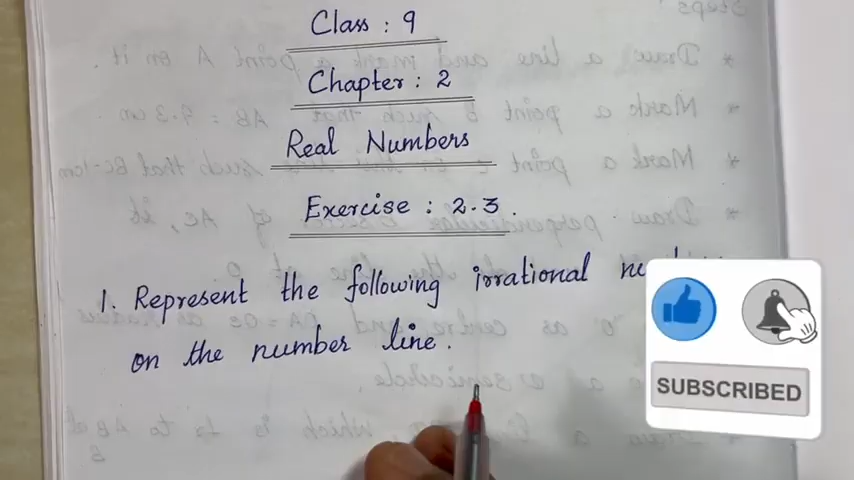 Class : 9
Chapter : 2
Real Numbers
Exercise : 2.3.
1. Represent the following irrational
on the number line.
SUBSCRIBED